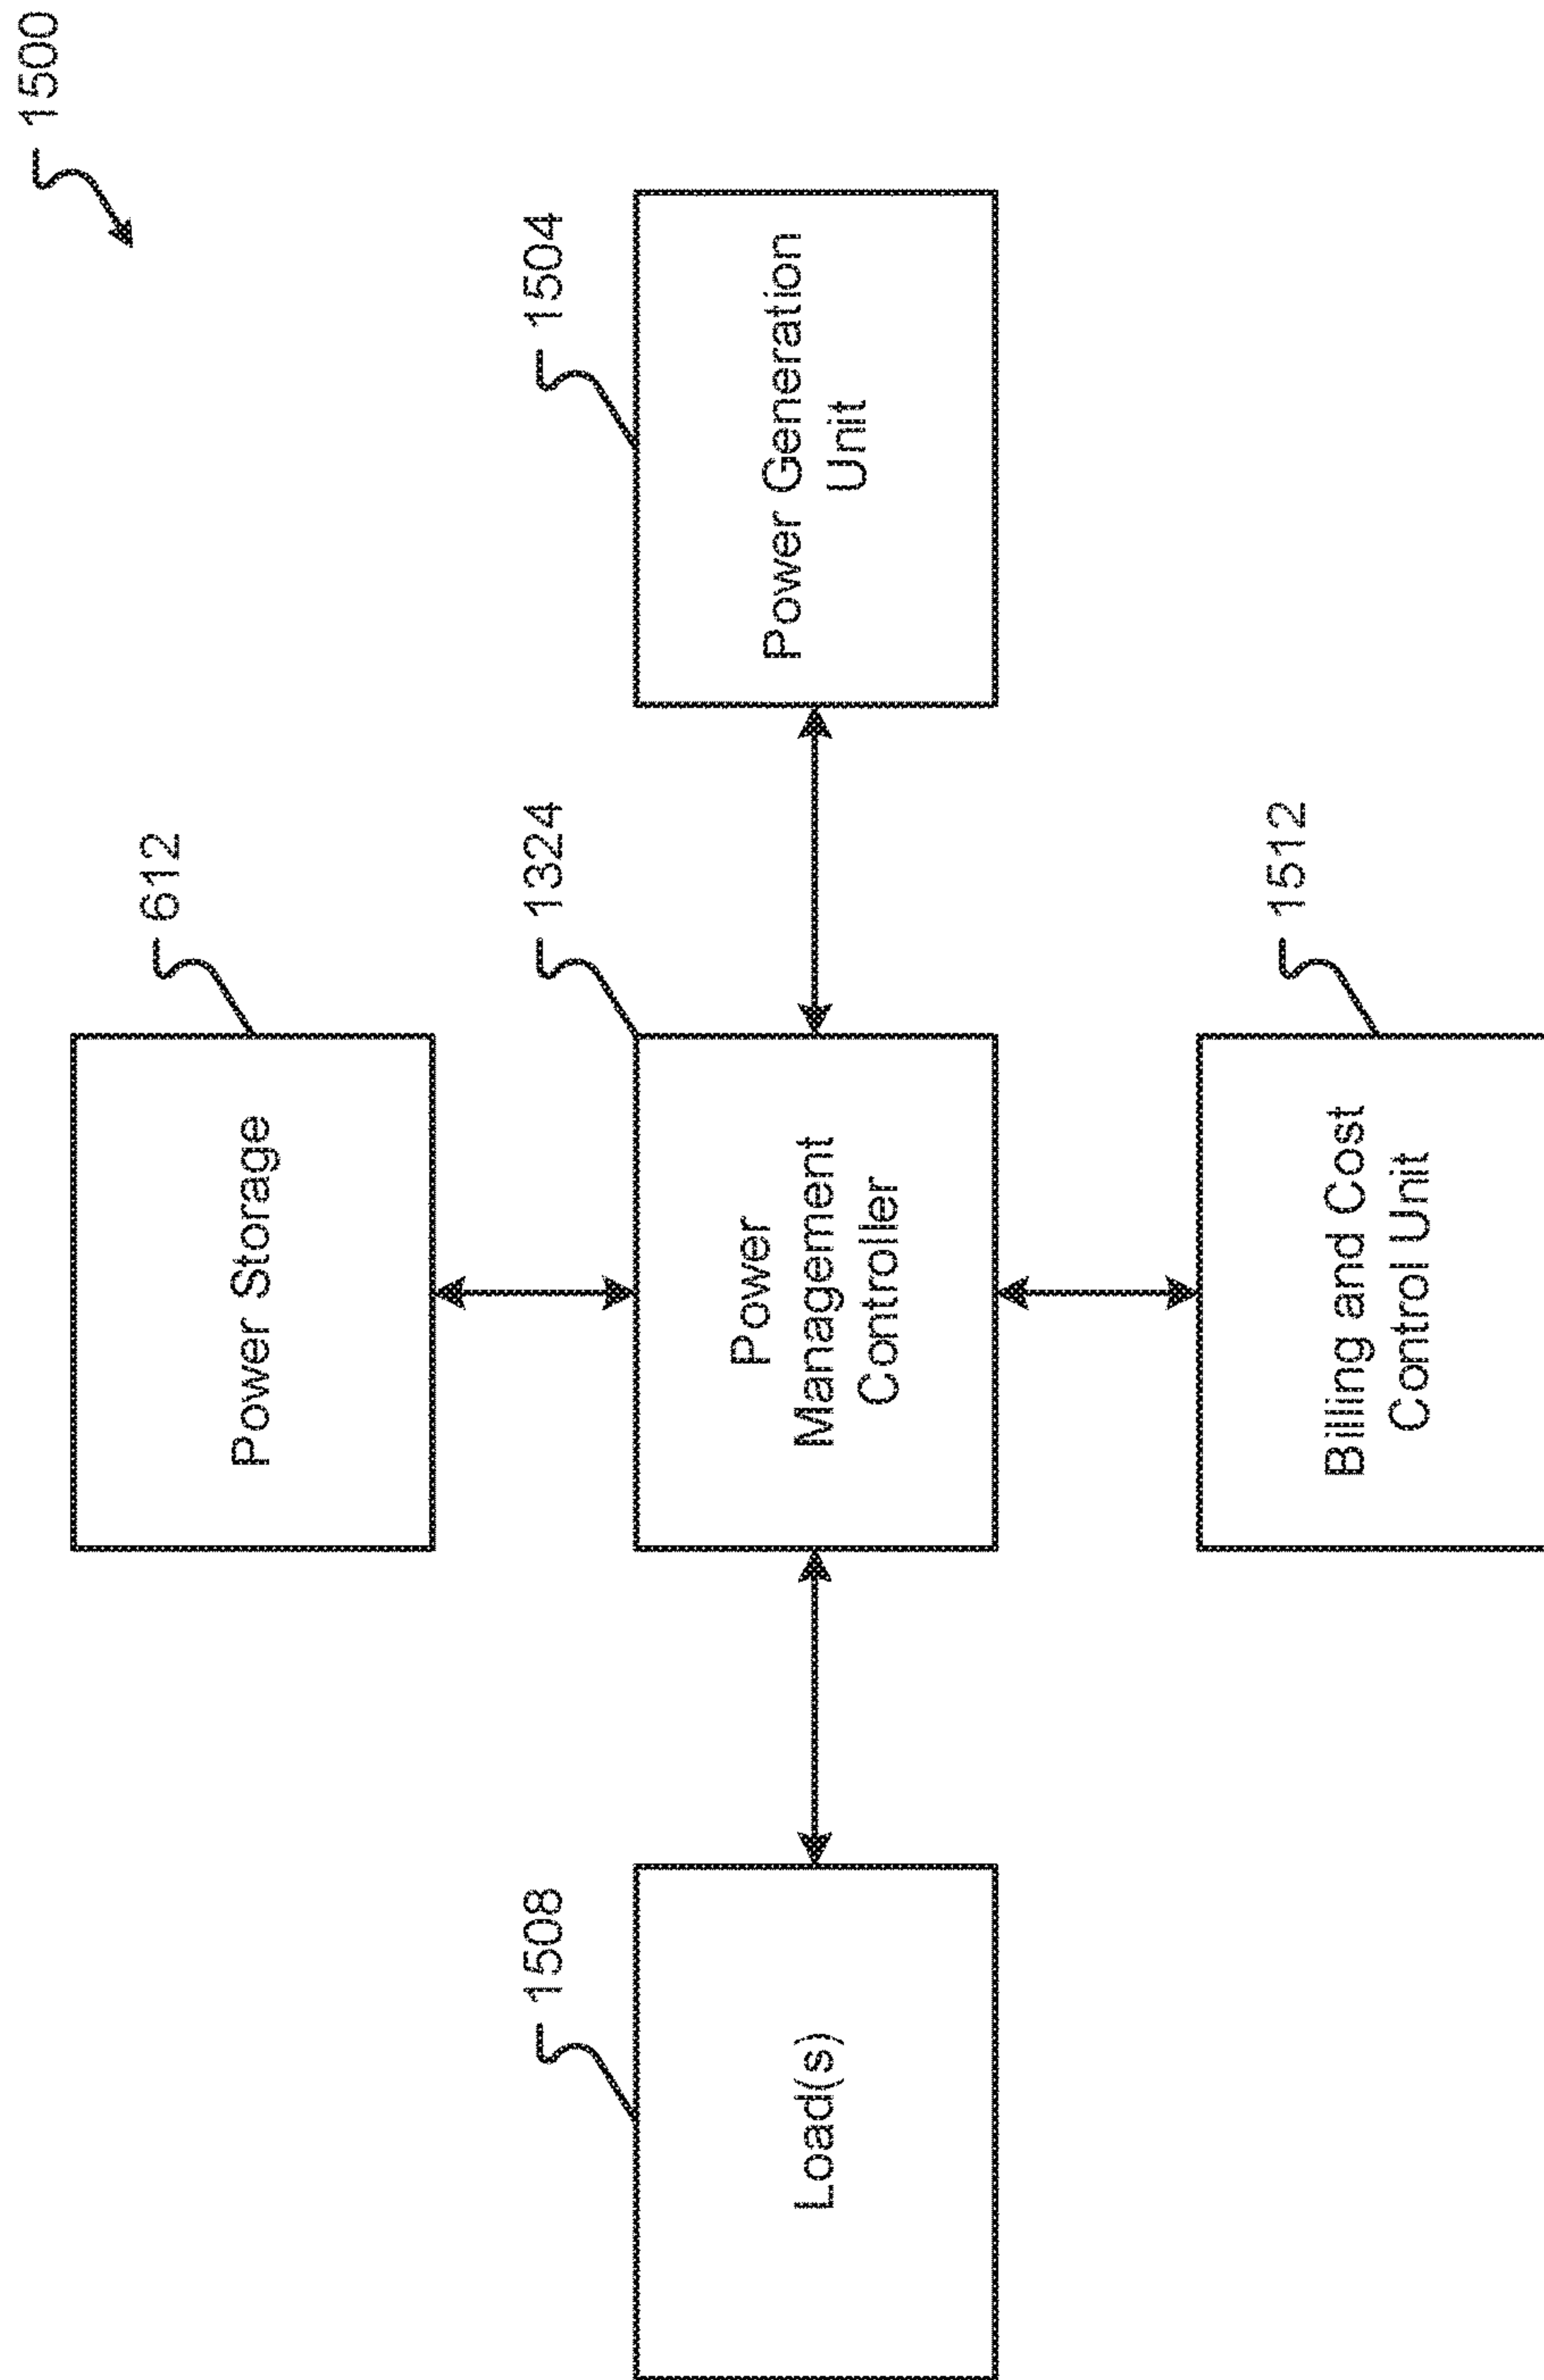 1500
612
Power Storage
1508
1324
1504
Load(s)
Power
Management
Controller
Power Generation
Unit
1512
Billing and Cost
Control Unit